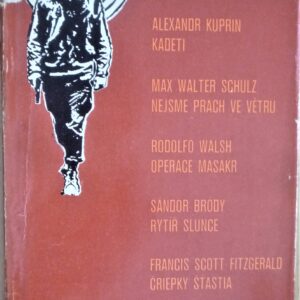 ALEXANDR KUPRIN
KADETI
MAX WALTER SCHULZ
NEJSME PRACH VE VĚTRU
RODOLFO WALSH
OPERACE MASAKR
SÁNDOR BRÓDY
RYTÍŘ SLUNCE
FRANCIS SCOTT FITZGERALD
ČRIEPKY ŠŤASTIA